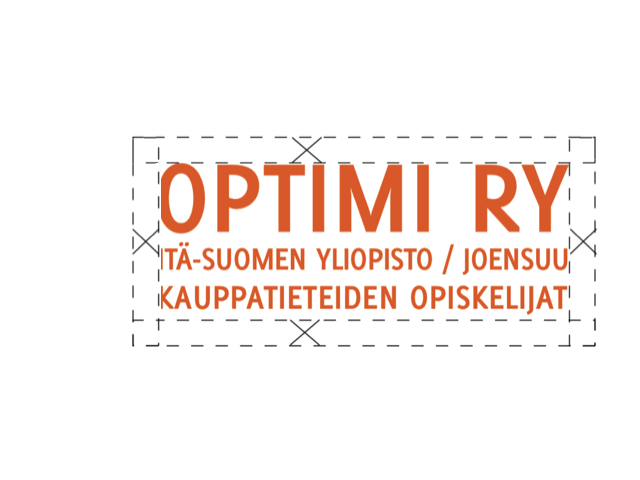 OPTIMI RY
ITÄ-SUOMEN YLIOPISTO / JOENSUU
KAUPPATIETEIDEN OPISKELIJAT